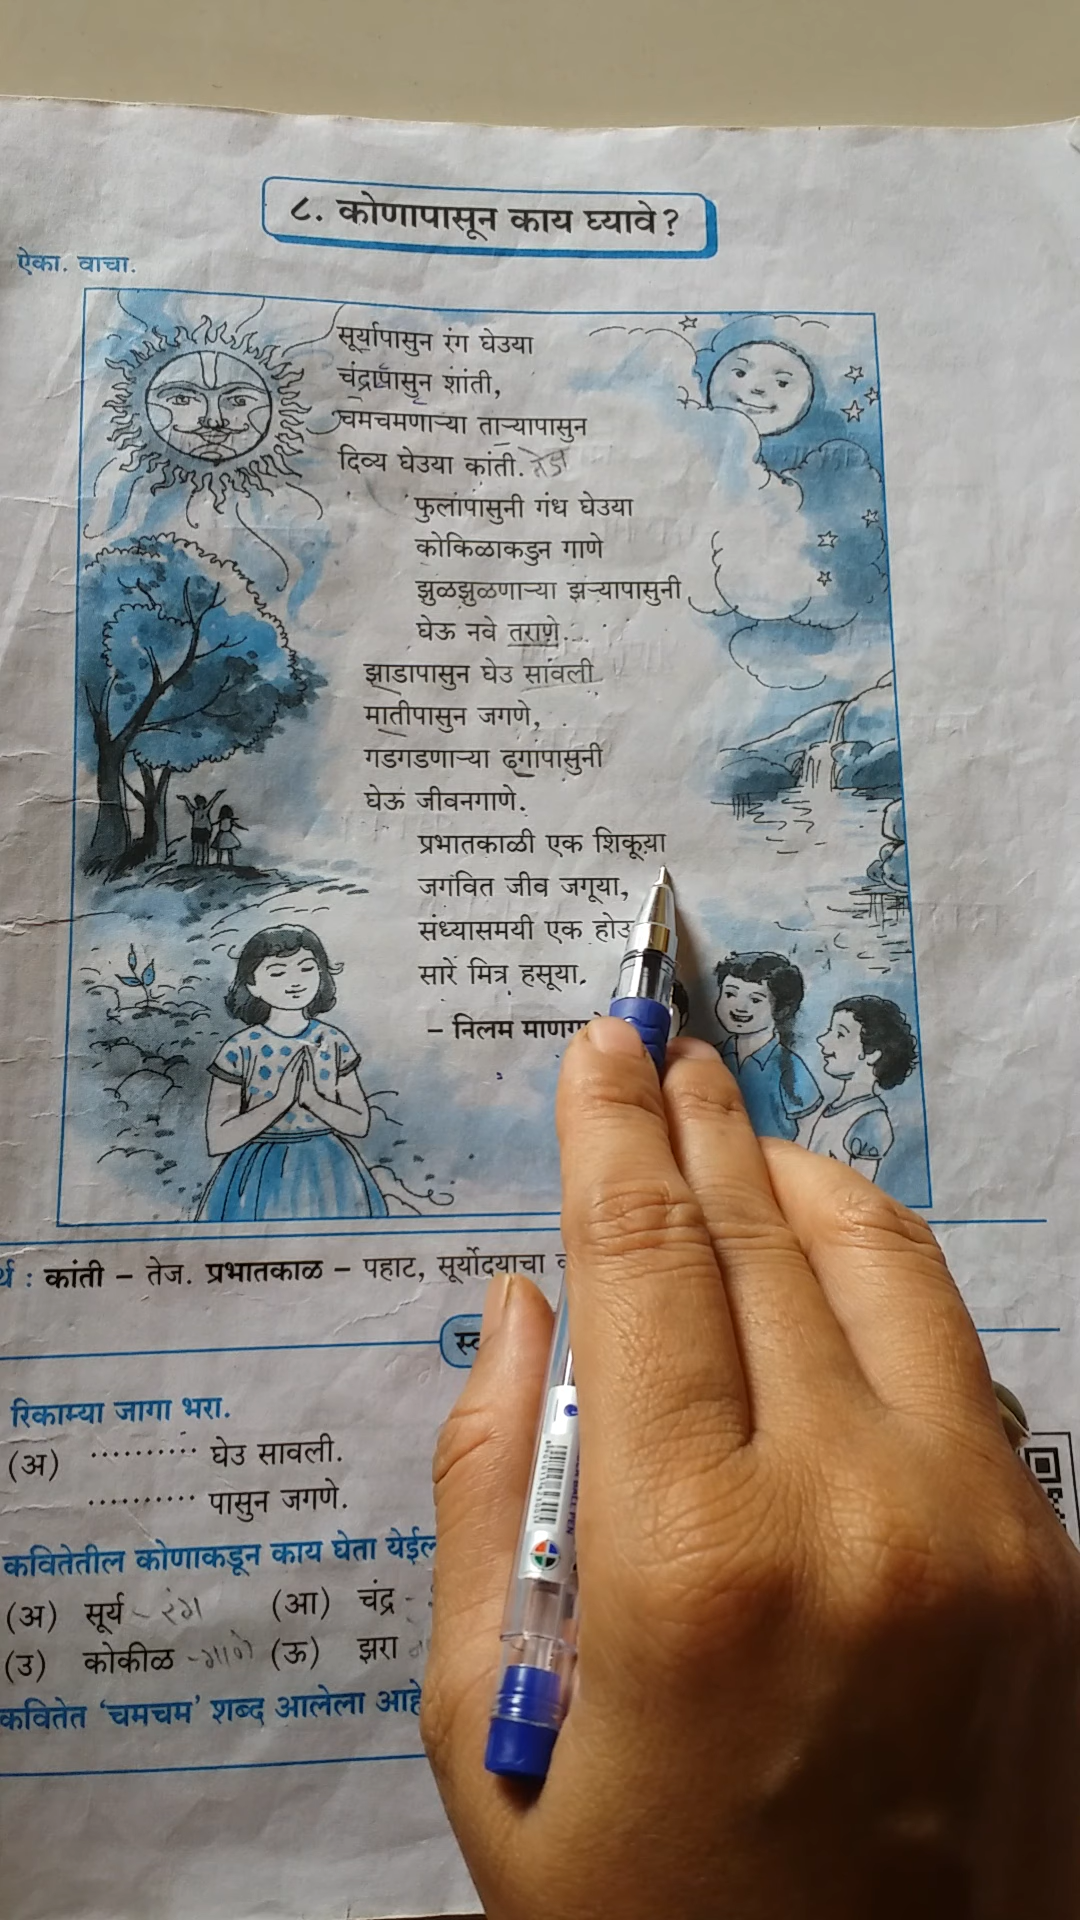 ८. कोणापासून काय घ्यावे?
ऐका. वाचा.
सूर्यापासुन रंग घेउया
चंद्रापासुन शांती,
चमचमणाऱ्या ताऱ्यापासुन
दिव्य घेउया कांती. तेज
फुलांपासुनी गंध घेउया
कोकिळाकडुन गाणे
झुळझुळणाऱ्या झऱ्यापासुनी
घेऊ नवे तराणे.
झाडापासुन घेउ सावली
मातीपासुन जगणे,
गडगडणाऱ्या ढगापासुनी
घेऊ जीवनगाणे.
प्रभातकाळी एक शिकूया
जगवित जीव जगूया,
संध्यासमयी एक
सारे मित्र हसूया.
– निलम
: कांती – तेज. प्रभातकाळ – पहाट, सूर्योदयाचा
रिकाम्या जागा भरा.
(अ) .......... घेउ सावली.
.......... पासुन जगणे.
कवितेतील कोणाकडून काय घेता येईल
(अ) सूर्य - रंग (आ) चंद्र -
(उ) कोकीळ - गाणे (ऊ) झरा
कवितेत ‘चमचम’ शब्द आलेला आहे